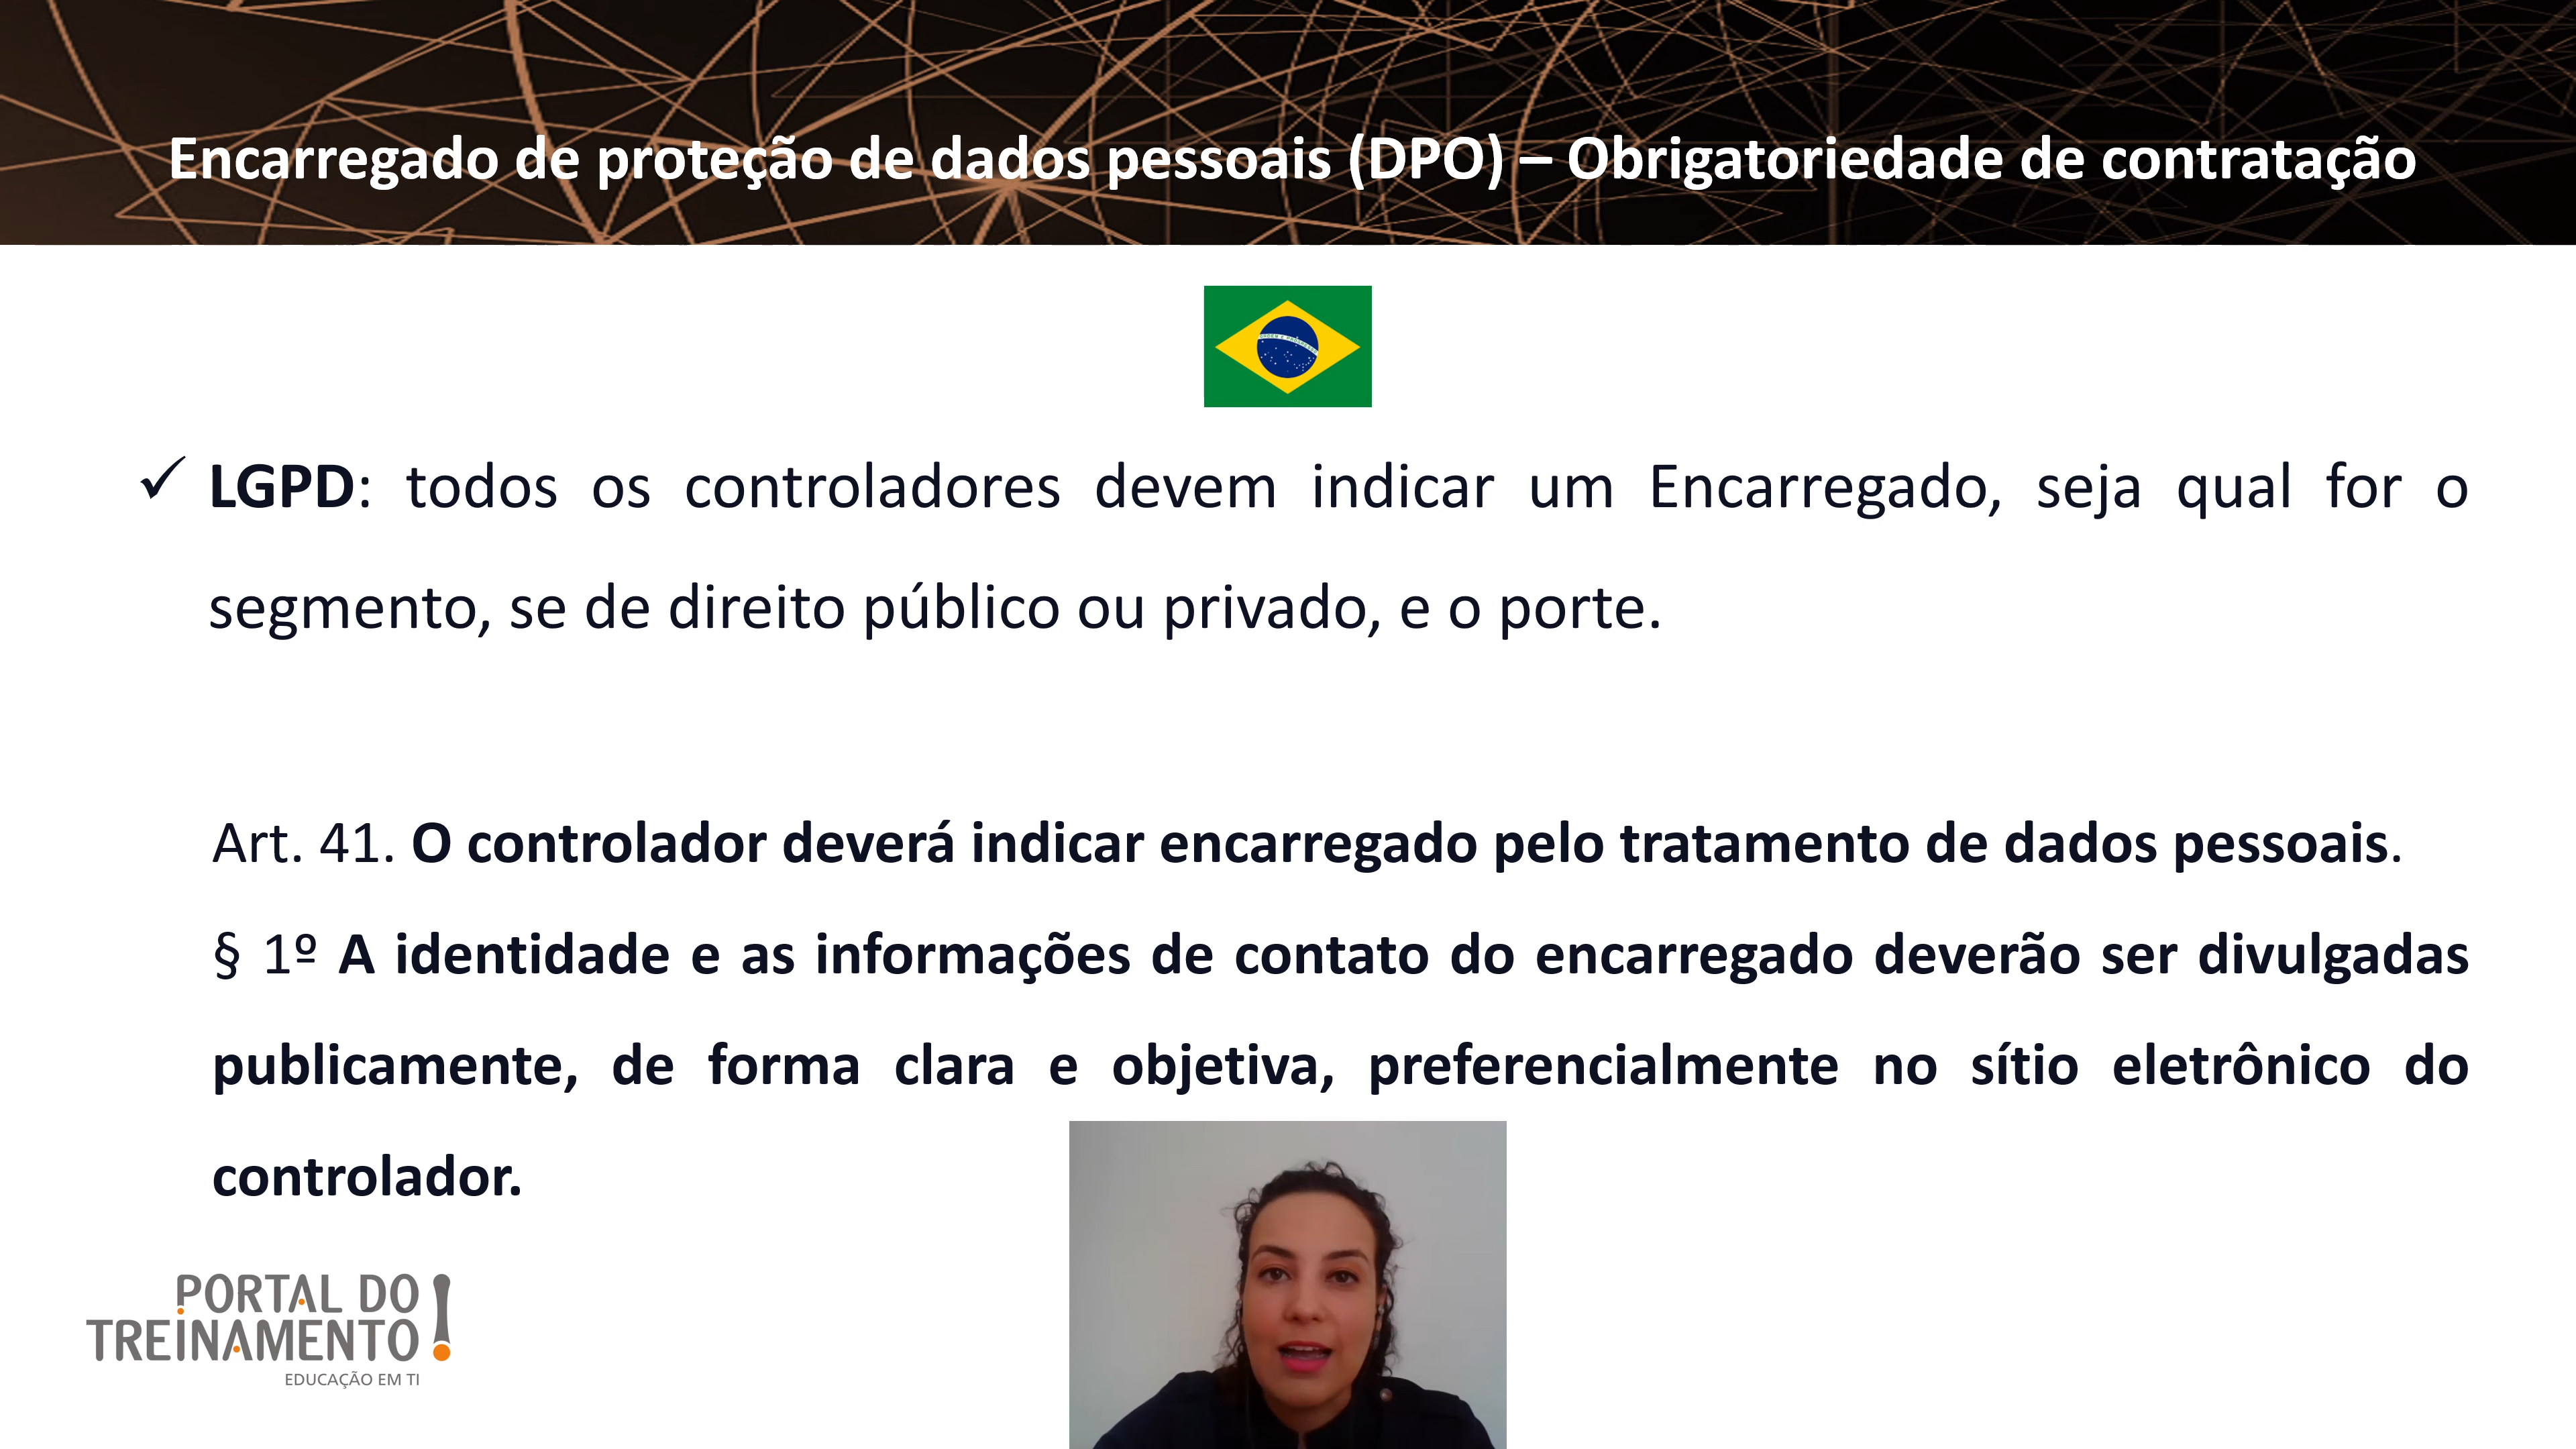 Encarregado de proteção de dados pessoais (DPO) – Obrigatoriedade de contratação
✓ LGPD: todos os controladores devem indicar um Encarregado, seja qual for o
segmento, se de direito público ou privado, e o porte.
Art. 41. O controlador deverá indicar encarregado pelo tratamento de dados pessoais.
§ 1º A identidade e as informações de contato do encarregado deverão ser divulgadas
publicamente, de forma clara e objetiva, preferencialmente no sítio eletrônico do
controlador.
PORTAL DO
TREINAMENTO!
EDUCAÇÃO EM TI